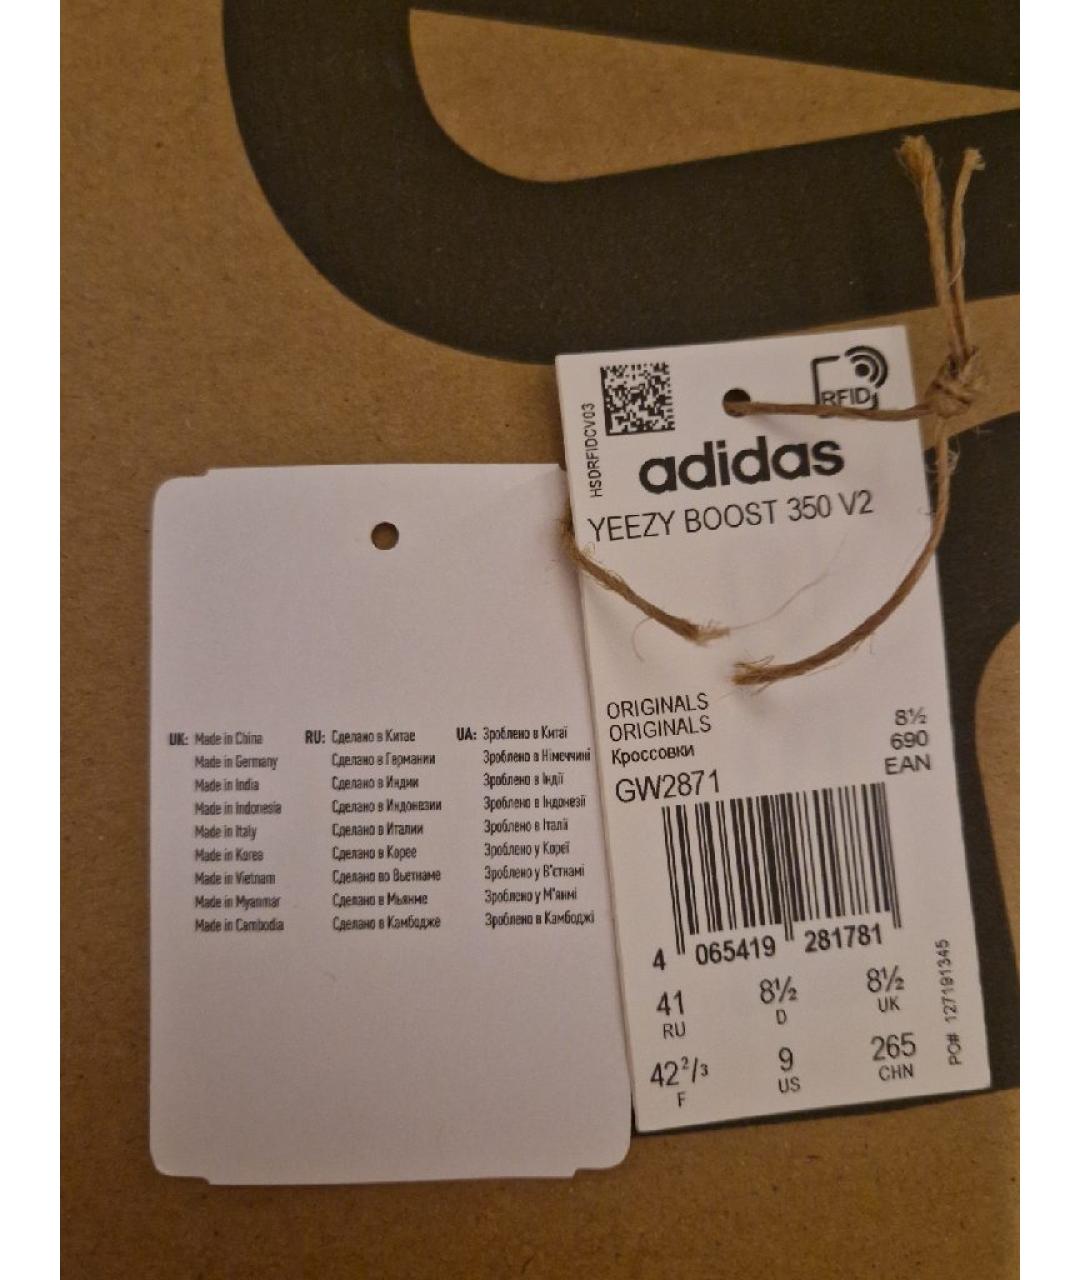 UK: Made in China
Made in Germany
Made in India
Made in Indonesia
Made in Italy
Made in Korea
Made in Vietnam
Made in Myanmar
Made in Cambodia
RU: Сделано в Китае
Сделано в Германии
Сделано в Индии
Сделано в Индонезии
Сделано в Италии
Сделано в Корее
Сделано во Вьетнаме
Сделано в Мьянме
Сделано в Камбодже
UA: Зроблено в Китаї
Зроблено в Німеччині
Зроблено в Індії
Зроблено в Індонезії
Зроблено в Італії
Зроблено у Кореї
Зроблено у В'єтнамі
Зроблено у М'янмі
Зроблено в Камбоджі
HSDRFIDCV03
RFID
adidas
YEEZY BOOST 350 V2
ORIGINALS
ORIGINALS 8½
Кроссовки 690
GW2871 EAN
4 065419 281781
41 8½ 8½
RU D UK
42²/³ 9 265
F US CHN
PO# 127191345